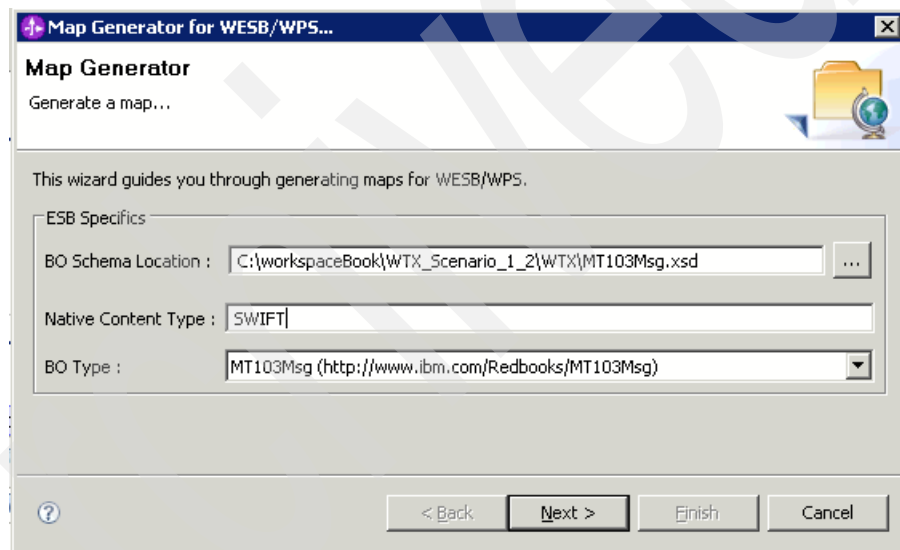 Map Generator for WESB/WPS...
Map Generator
Generate a map...
This wizard guides you through generating maps for WESB/WPS.
ESB Specifics
BO Schema Location : C:\workspaceBook\WTX_Scenario_1_2\WTX\MT103Msg.xsd ...
Native Content Type : SWIFT
BO Type : MT103Msg (http://www.ibm.com/Redbooks/MT103Msg)
? < Back Next > Finish Cancel